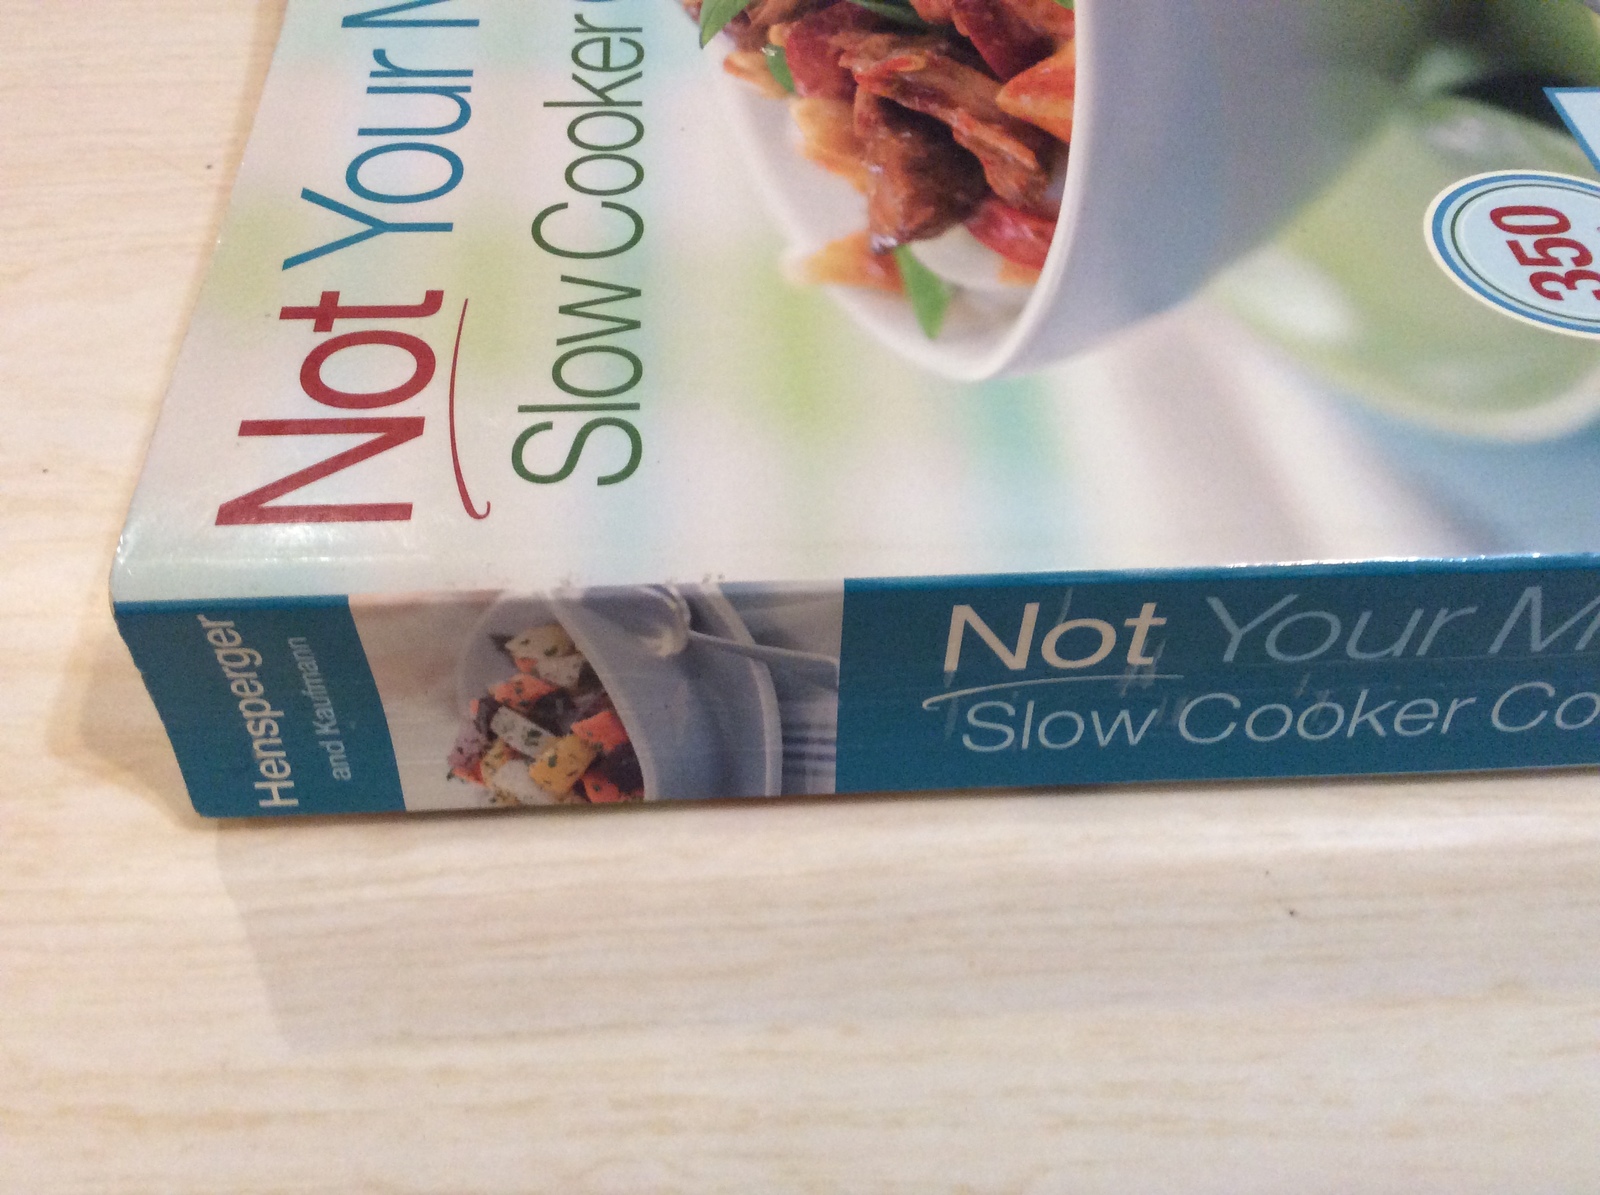 Not Your M
Slow Cooker
350
Hensperger
and Kaufmann
Not Your M
Slow Cooker Co